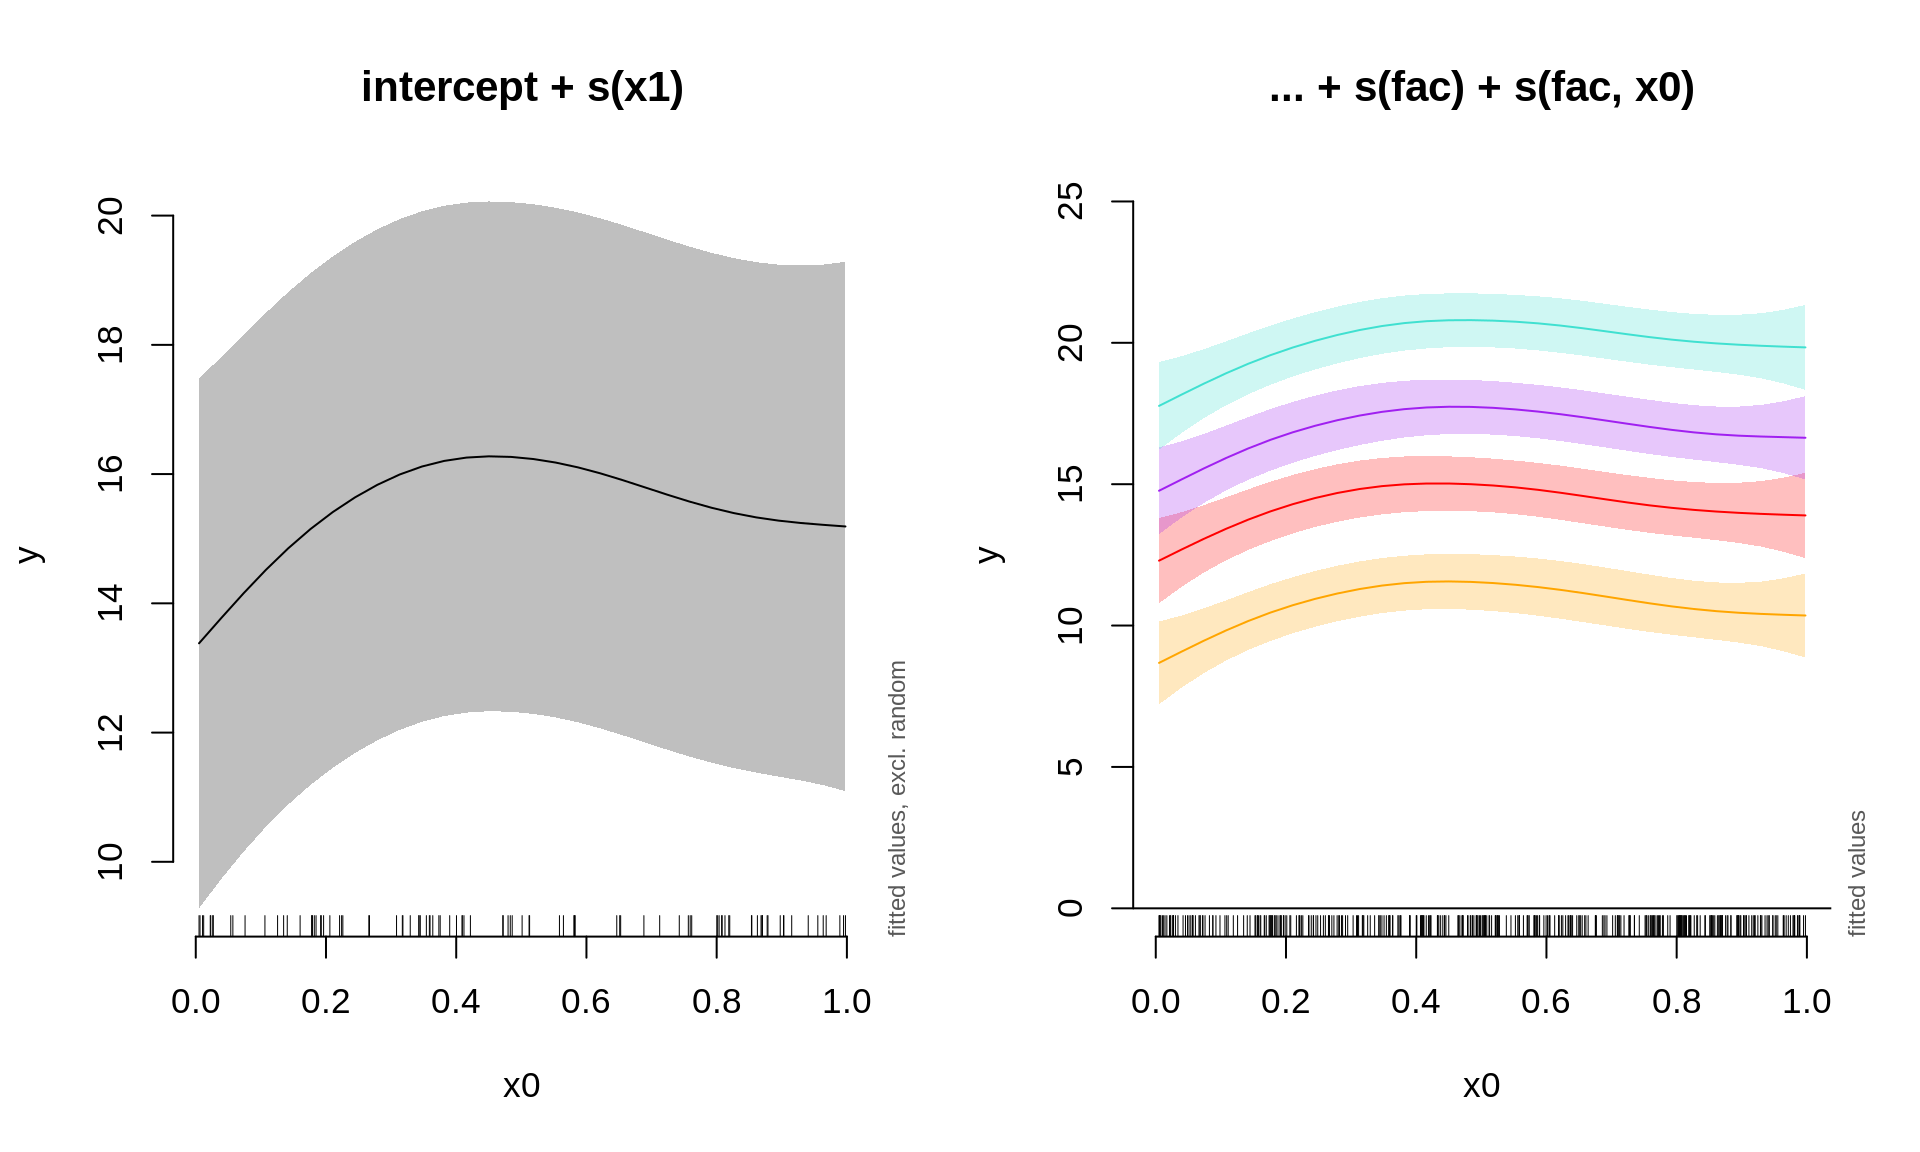 intercept + s(x1)
y
20
18
16
14
12
10
0.0 0.2 0.4 0.6 0.8 1.0
x0
fitted values, excl. random
... + s(fac) + s(fac, x0)
y
25
20
15
10
5
0
0.0 0.2 0.4 0.6 0.8 1.0
x0
fitted values